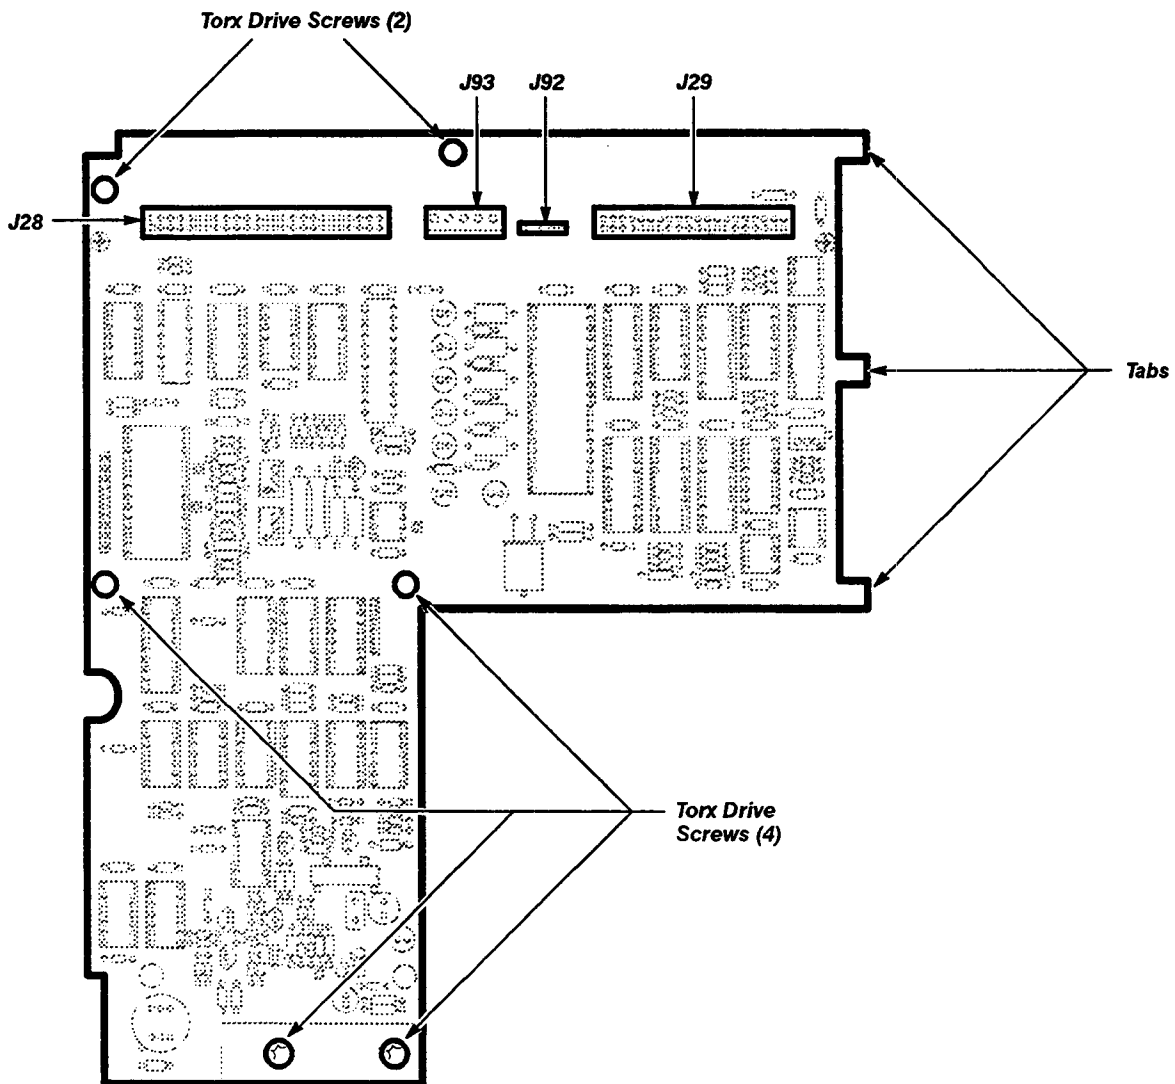 Torx Drive Screws (2)
J93
J92
J29
J28
Tabs
Torx Drive
Screws (4)